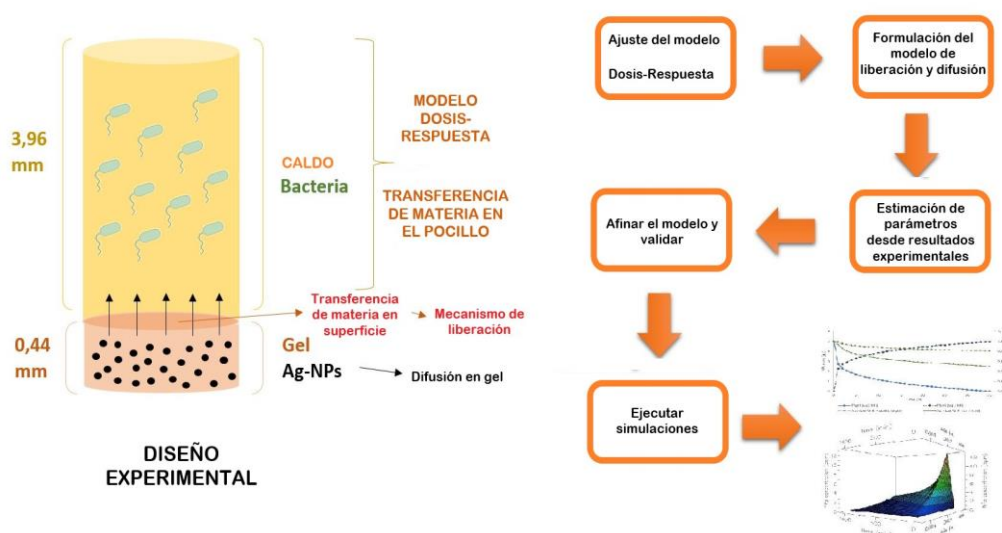 3,96
mm
CALDO
Bacteria
MODELO
DOSIS-
RESPUESTA
TRANSFERENCIA
DE MATERIA EN
EL POCILLO
Transferencia
de materia en
superficie
Mecanismo de
liberación
0,44
mm
Gel
Ag-NPs
Difusión en gel
DISEÑO
EXPERIMENTAL
Ajuste del modelo
Dosis-Respuesta
Formulación del
modelo de
liberación y difusión
Estimación de
parámetros
desde resultados
experimentales
Afinar el modelo y
validar
Ejecutar
simulaciones